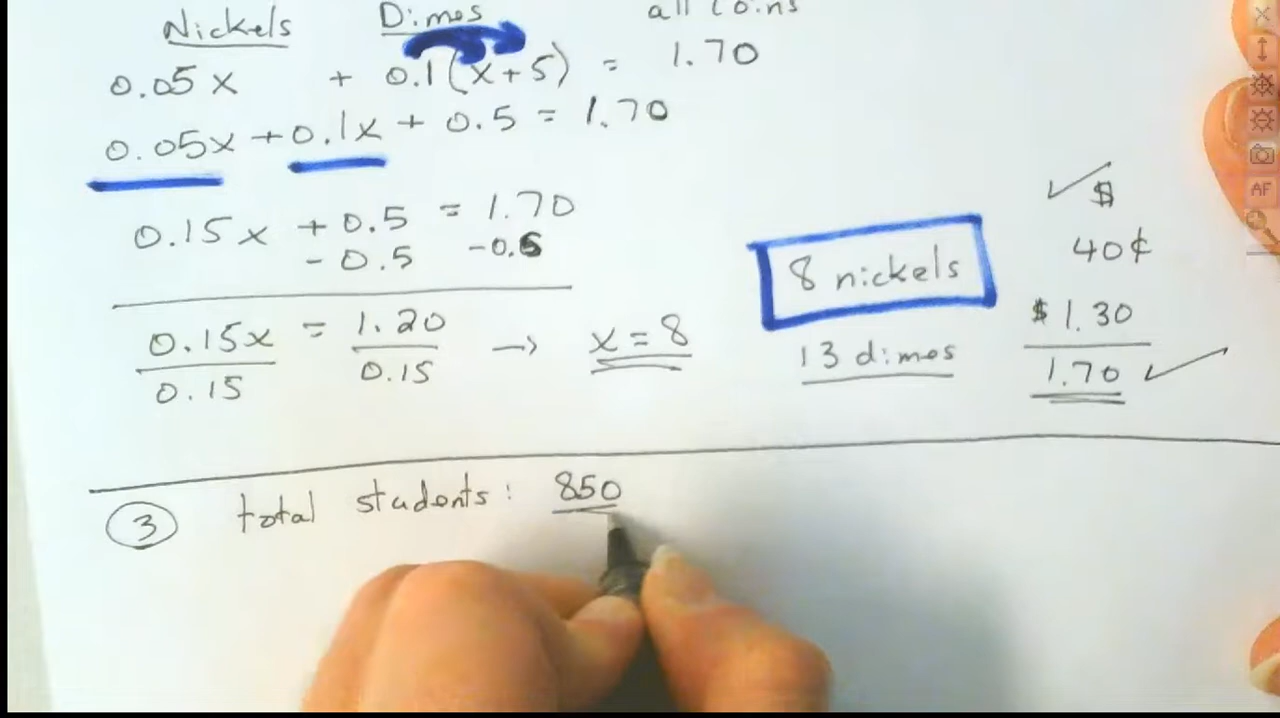 Nickels Dimes all coins
0.05x + 0.1(x+5) = 1.70
0.05x + 0.1x + 0.5 = 1.70
0.15x + 0.5 = 1.70
- 0.5 -0.5
0.15x = 1.20 → x = 8
0.15 0.15
8 nickels
13 dimes
✓ $
40¢
$1.30
1.70 ✓
3 total students: 850
AF